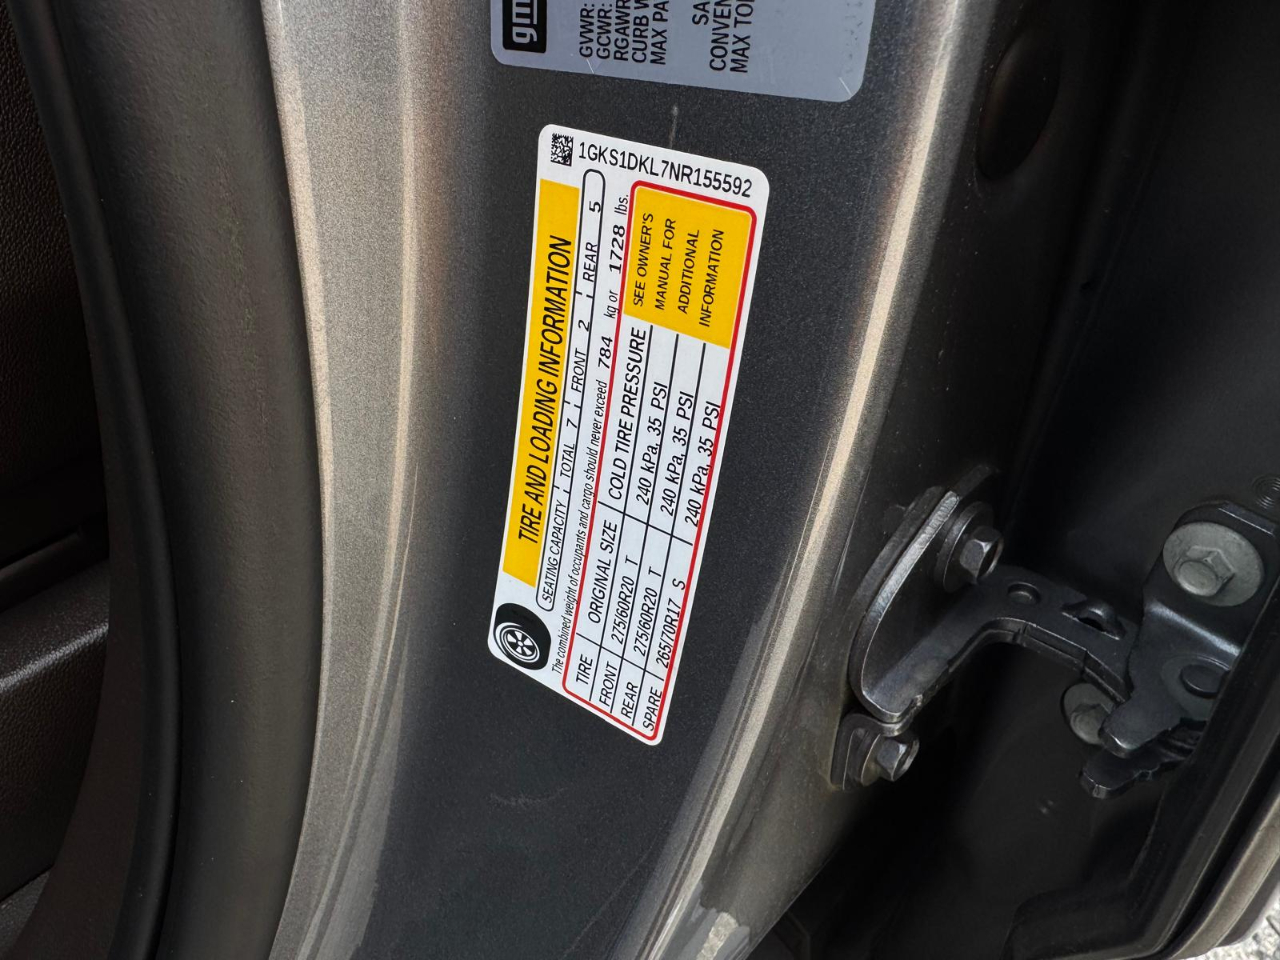 gm
GVWR:
GCWR:
RGAWR
CURB W
MAX PA
SA
CONVEN
MAX TO
1GKS1DKL7NR155592
TIRE AND LOADING INFORMATION
SEATING CAPACITY TOTAL 7 FRONT 2 REAR 5
The combined weight of occupants and cargo should never exceed 784 kg or 1728 lbs.
TIRE ORIGINAL SIZE COLD TIRE PRESSURE
FRONT 275/60R20 T 240 kPa, 35 PSI
REAR 275/60R20 T 240 kPa, 35 PSI
SPARE 265/70R17 S 240 kPa, 35 PSI
SEE OWNER'S
MANUAL FOR
ADDITIONAL
INFORMATION